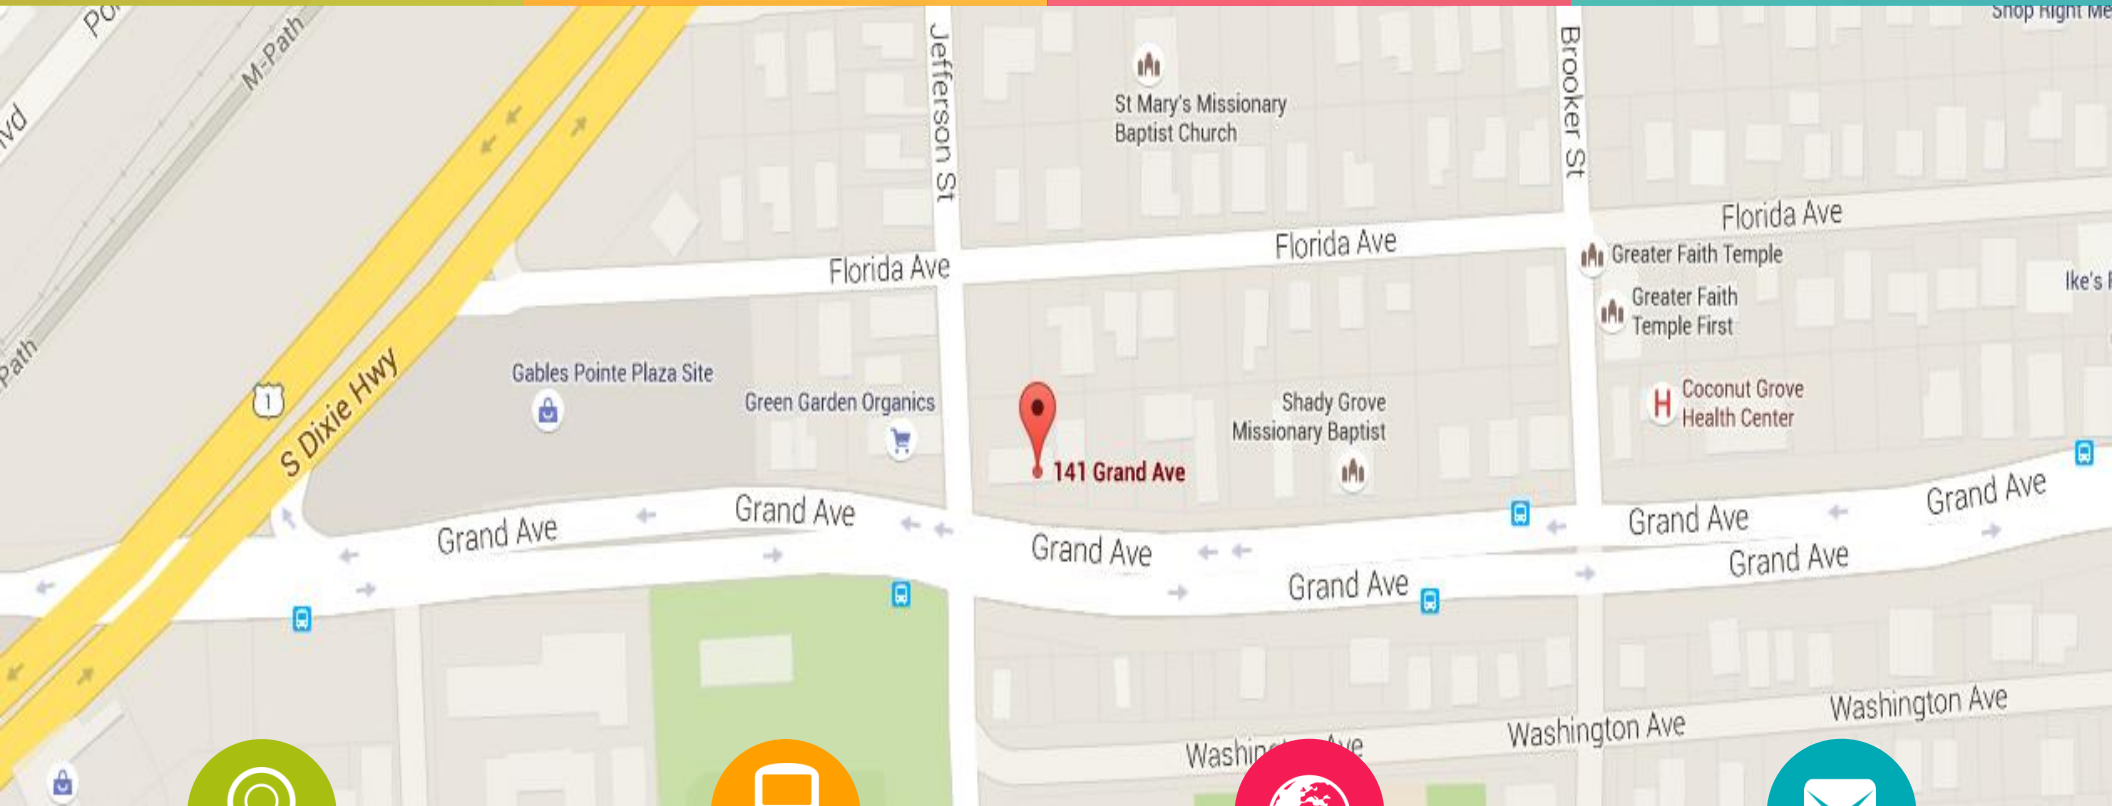 Shop Right Me
M-Path
Jefferson St
Brooker St
St Mary's Missionary
Baptist Church
Path
Florida Ave
Florida Ave
Florida Ave
Greater Faith Temple
Greater Faith
Temple First
Ike's
1
S Dixie Hwy
Gables Pointe Plaza Site
Green Garden Organics
Shady Grove
Missionary Baptist
Coconut Grove
Health Center
H
141 Grand Ave
Grand Ave
Grand Ave
Grand Ave
Grand Ave
Grand Ave
Grand Ave
Grand Ave
Washington Ave
Washington Ave
Ave